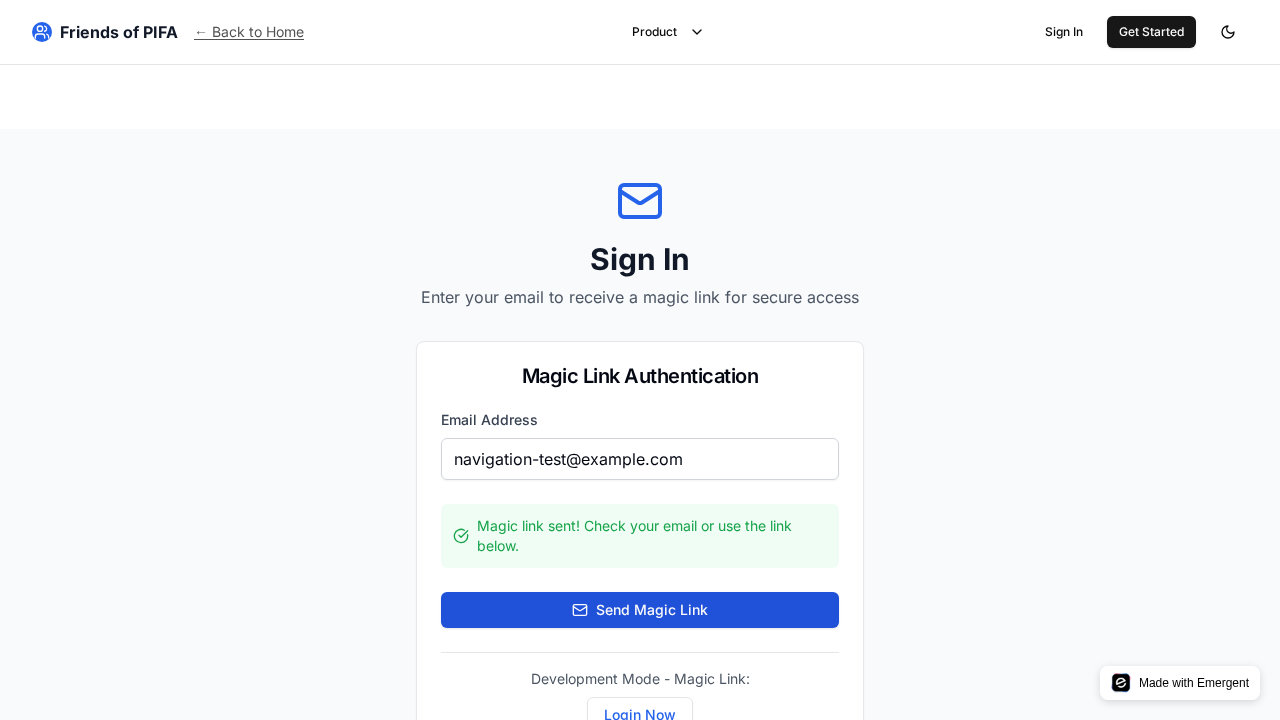 Friends of PIFA
← Back to Home
Product
Sign In
Get Started
Sign In
Enter your email to receive a magic link for secure access
Magic Link Authentication
Email Address
navigation-test@example.com
Magic link sent! Check your email or use the link
below.
Send Magic Link
Development Mode - Magic Link:
Login Now
Made with Emergent